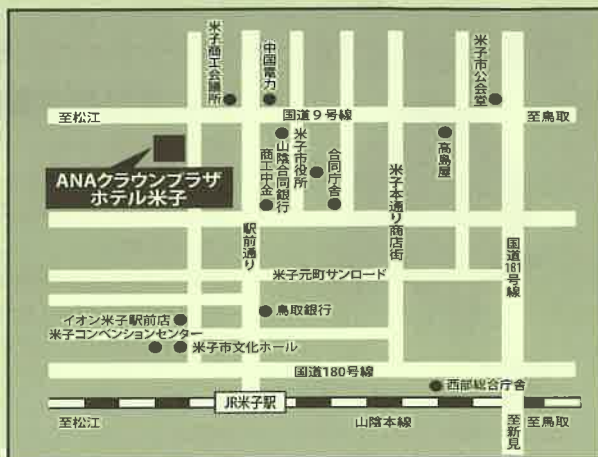 米子商工会議所
中国電力
米子市公会堂
至松江
国道9号線
至鳥取
ANAクラウンプラザ
ホテル米子
商工中金
山陰合同銀行
米子市役所
合同庁舎
高島屋
駅前通り
米子本通り商店街
国道181号線
米子元町サンロード
イオン米子駅前店
鳥取銀行
米子コンベンションセンター
米子市文化ホール
国道180号線
西部総合庁舎
JR米子駅
至松江
山陰本線
至新見
至鳥取